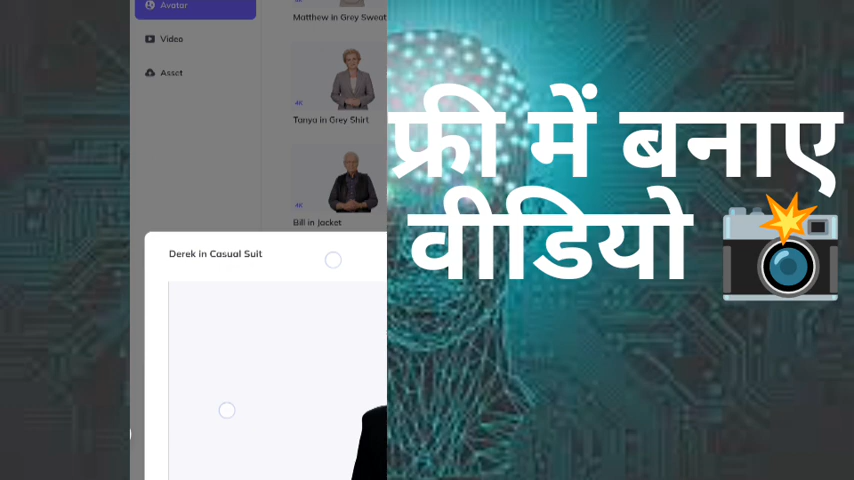 Avatar
Video
Asset
Matthew in Grey Sweat
4K
Tanya in Grey Shirt
4K
Bill in Jacket
Derek in Casual Suit
फ्री में बनाए
वीडियो